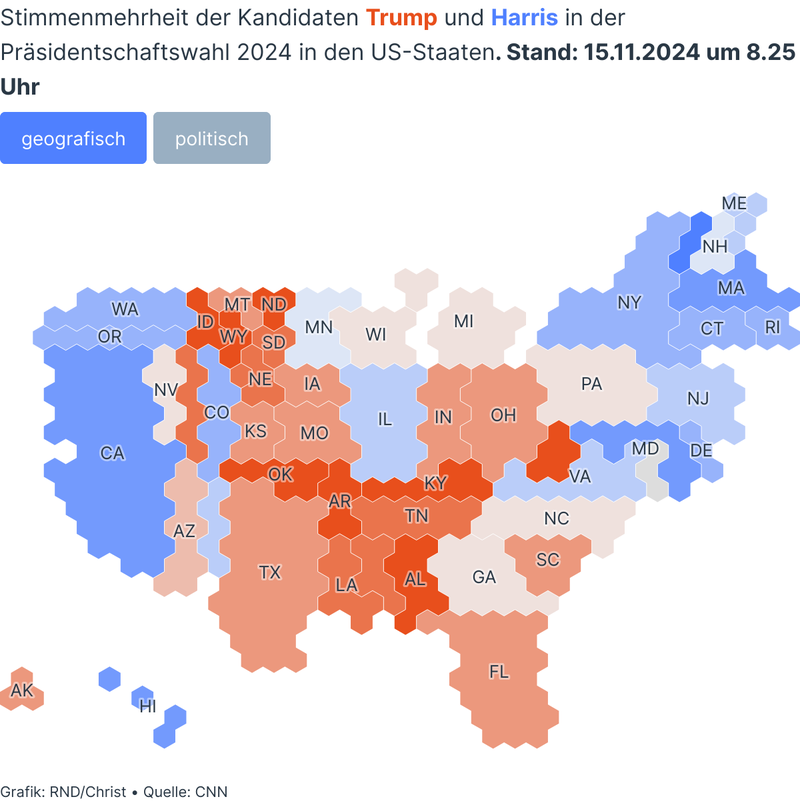 Stimmenmehrheit der Kandidaten Trump und Harris in der
Präsidentschaftswahl 2024 in den US-Staaten. Stand: 15.11.2024 um 8.25
Uhr
geografisch politisch
ME
NH
WA MT ND NY MA
ID MN WI MI CT RI
OR WY SD
NV NE IA PA NJ
CO IL IN OH
CA KS MO MD DE
OK KY VA
AZ AR TN NC
TX LA AL GA SC
FL
AK HI
Grafik: RND/Christ • Quelle: CNN